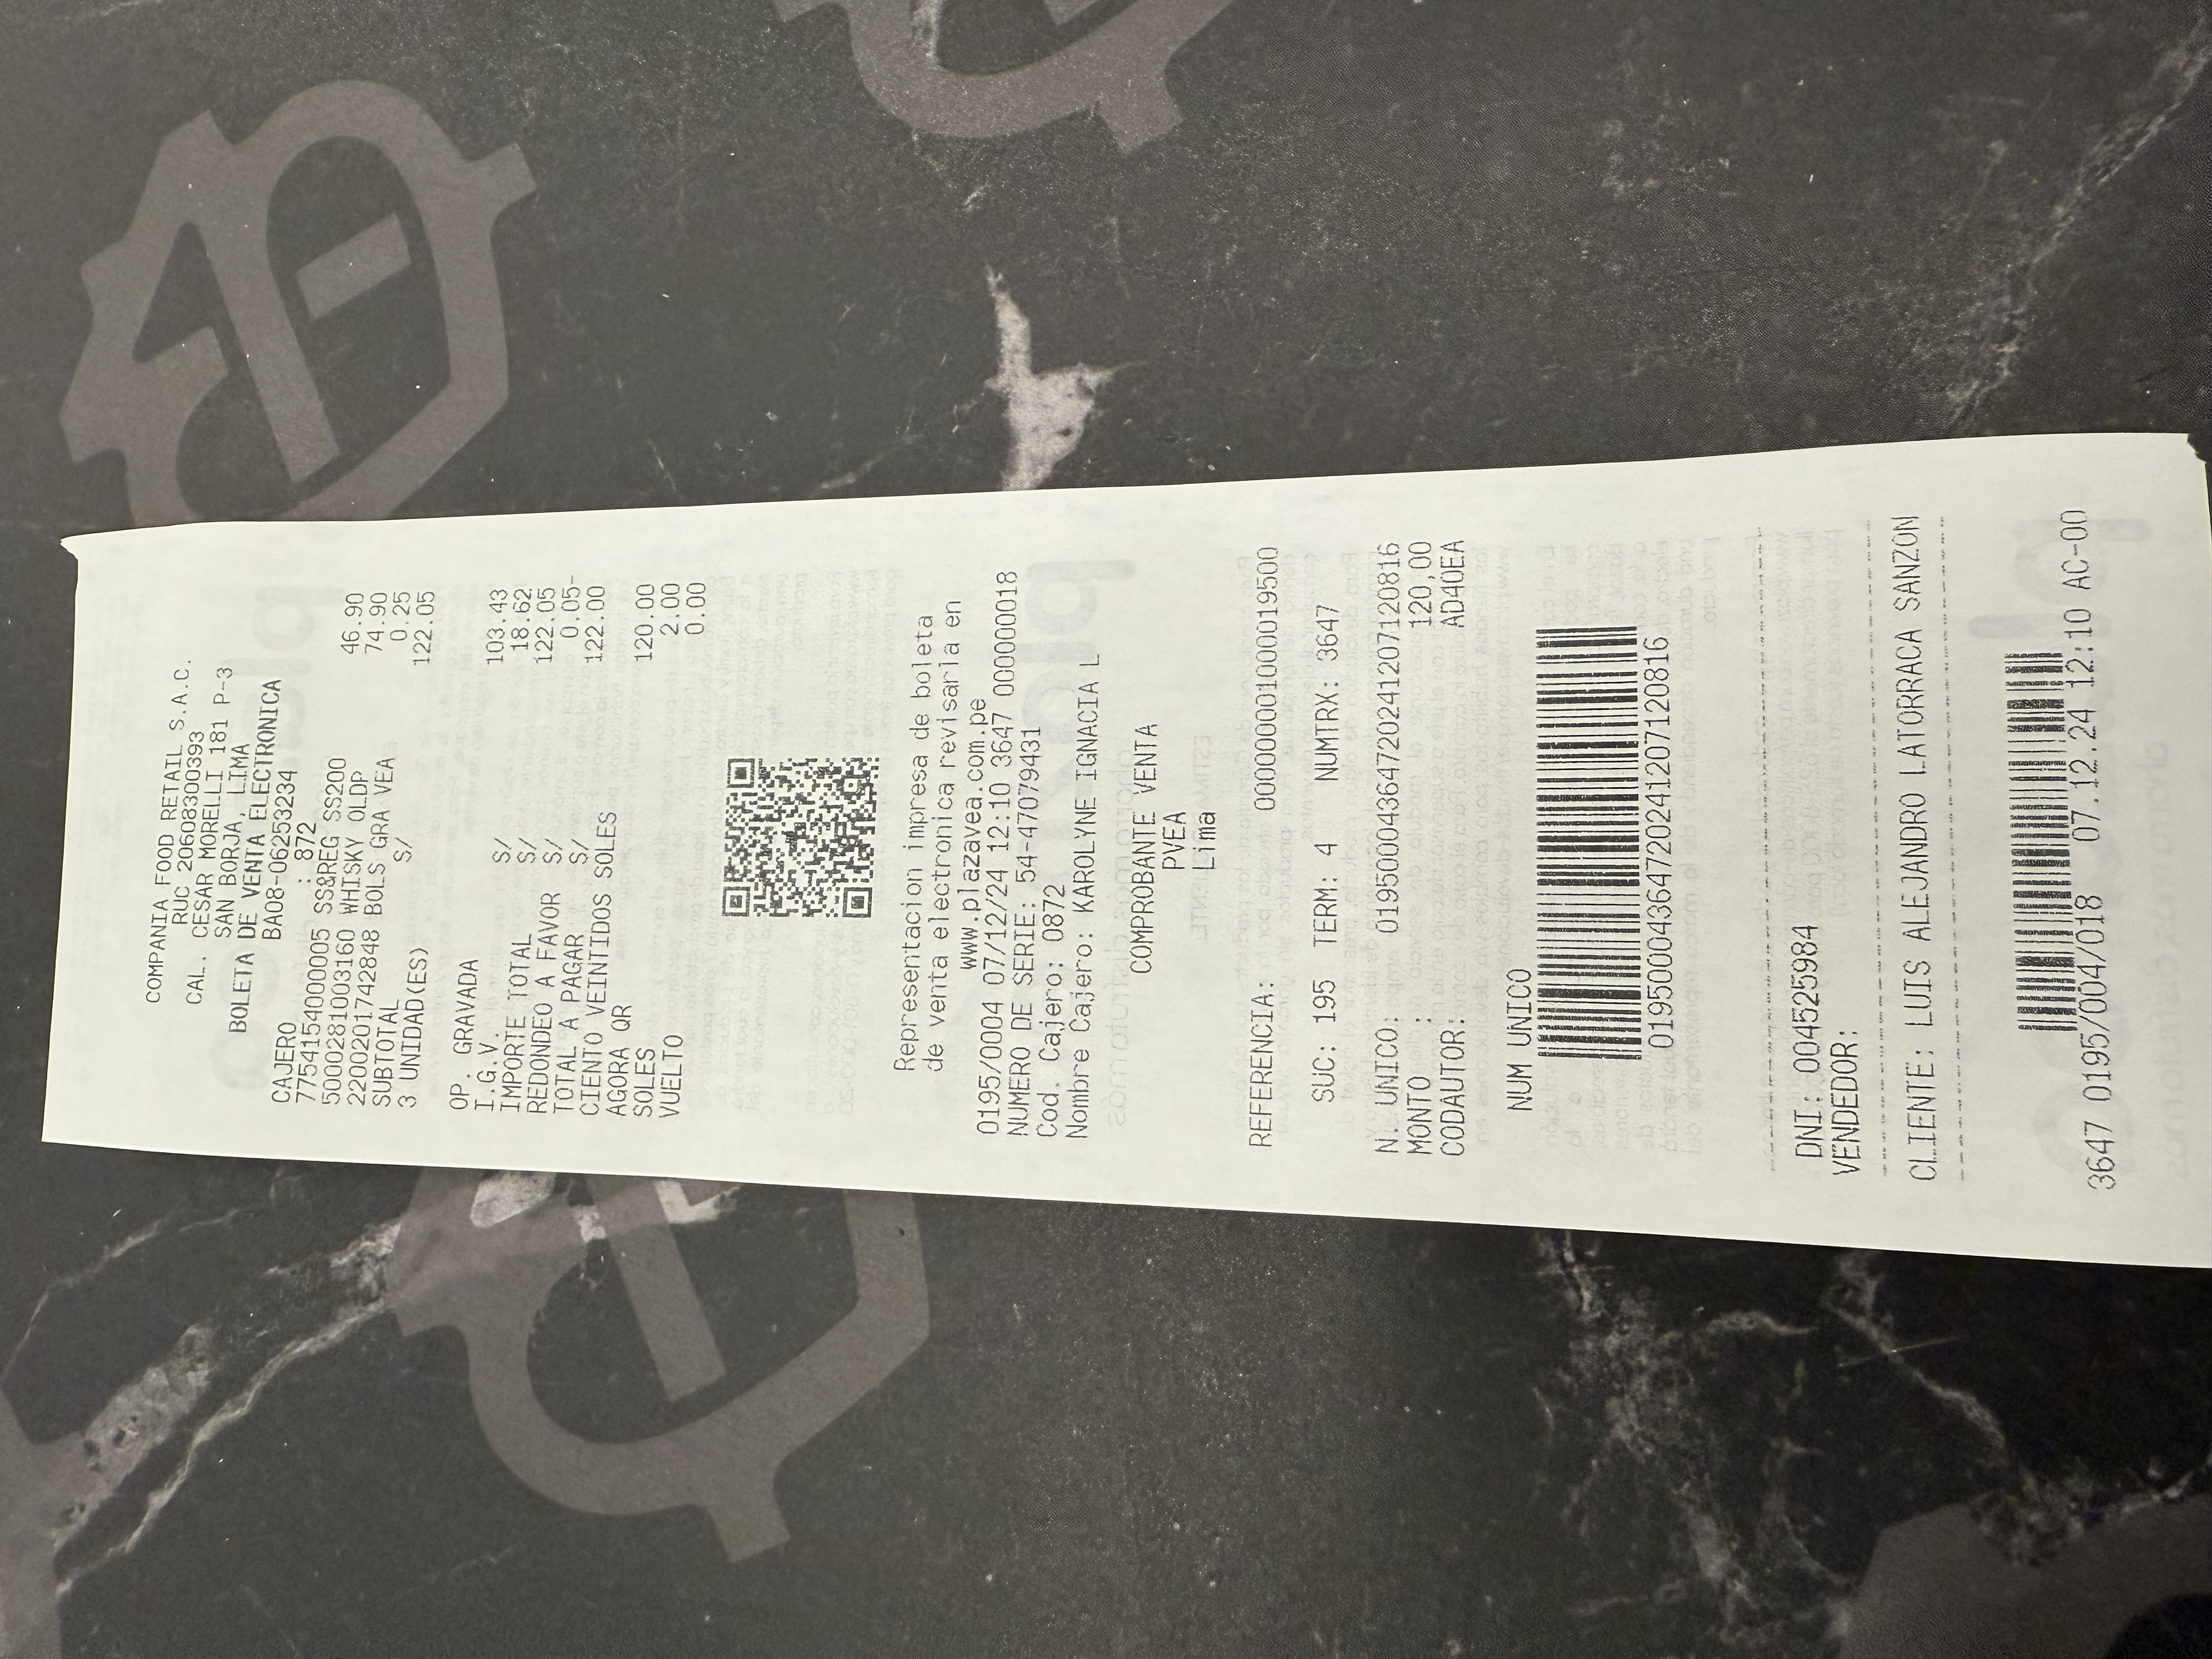 COMPANIA FOOD RETAIL S.A.C.
RUC 20608300393
CAL. CESAR MORELLI 181 P-3
SAN BORJA, LIMA
BOLETA DE VENTA ELECTRONICA
BA08-06253234
CAJERO : 872
7754154000005 SS&REG SS200 46.90
5000281003160 WHISKY OLDP 74.90
2200201742848 BOLS GRA VEA 0.25
SUBTOTAL S/ 122.05
3 UNIDAD(ES)
OP. GRAVADA S/ 103.43
I.G.V. S/ 18.62
IMPORTE TOTAL S/ 122.05
REDONDEO A FAVOR S/ 0.05-
TOTAL A PAGAR S/ 122.00
CIENTO VEINTIDOS SOLES
AGORA QR 120.00
SOLES 2.00
VUELTO 0.00
Representacion impresa de boleta
de venta electronica revisarla en
www.plazavea.com.pe
0195/0004 07/12/24 12:10 3647 000000018
NUMERO DE SERIE: 54-47079431
Cod. Cajero: 0872
Nombre Cajero: KAROLYNE IGNACIA L
COMPROBANTE VENTA
PVEA
Lima
REFERENCIA: 000000001000019500
SUC: 195 TERM: 4 NUMTRX: 3647
N. UNICO: 01950004364720241207120816
MONTO : 120,00
CODAUTOR: AD40EA
NUM UNICO
01950004364720241207120816
DNI: 004525984
VENDEDOR:
CLIENTE: LUIS ALEJANDRO LATORRACA SANZON
3647 0195/004/018 07.12.24 12:10 AC-00